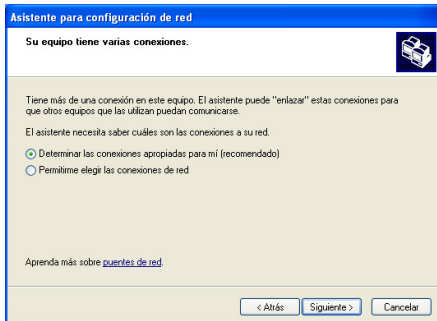 Asistente para configuración de red
Su equipo tiene varias conexiones.
Tiene más de una conexión en este equipo. El asistente puede "enlazar" estas conexiones para
que otros equipos que las utilizan puedan comunicarse.
El asistente necesita saber cuáles son las conexiones a su red.
Determinar las conexiones apropiadas para mí (recomendado)
Permitirme elegir las conexiones de red
Aprenda más sobre puentes de red.
< Atrás Siguiente > Cancelar